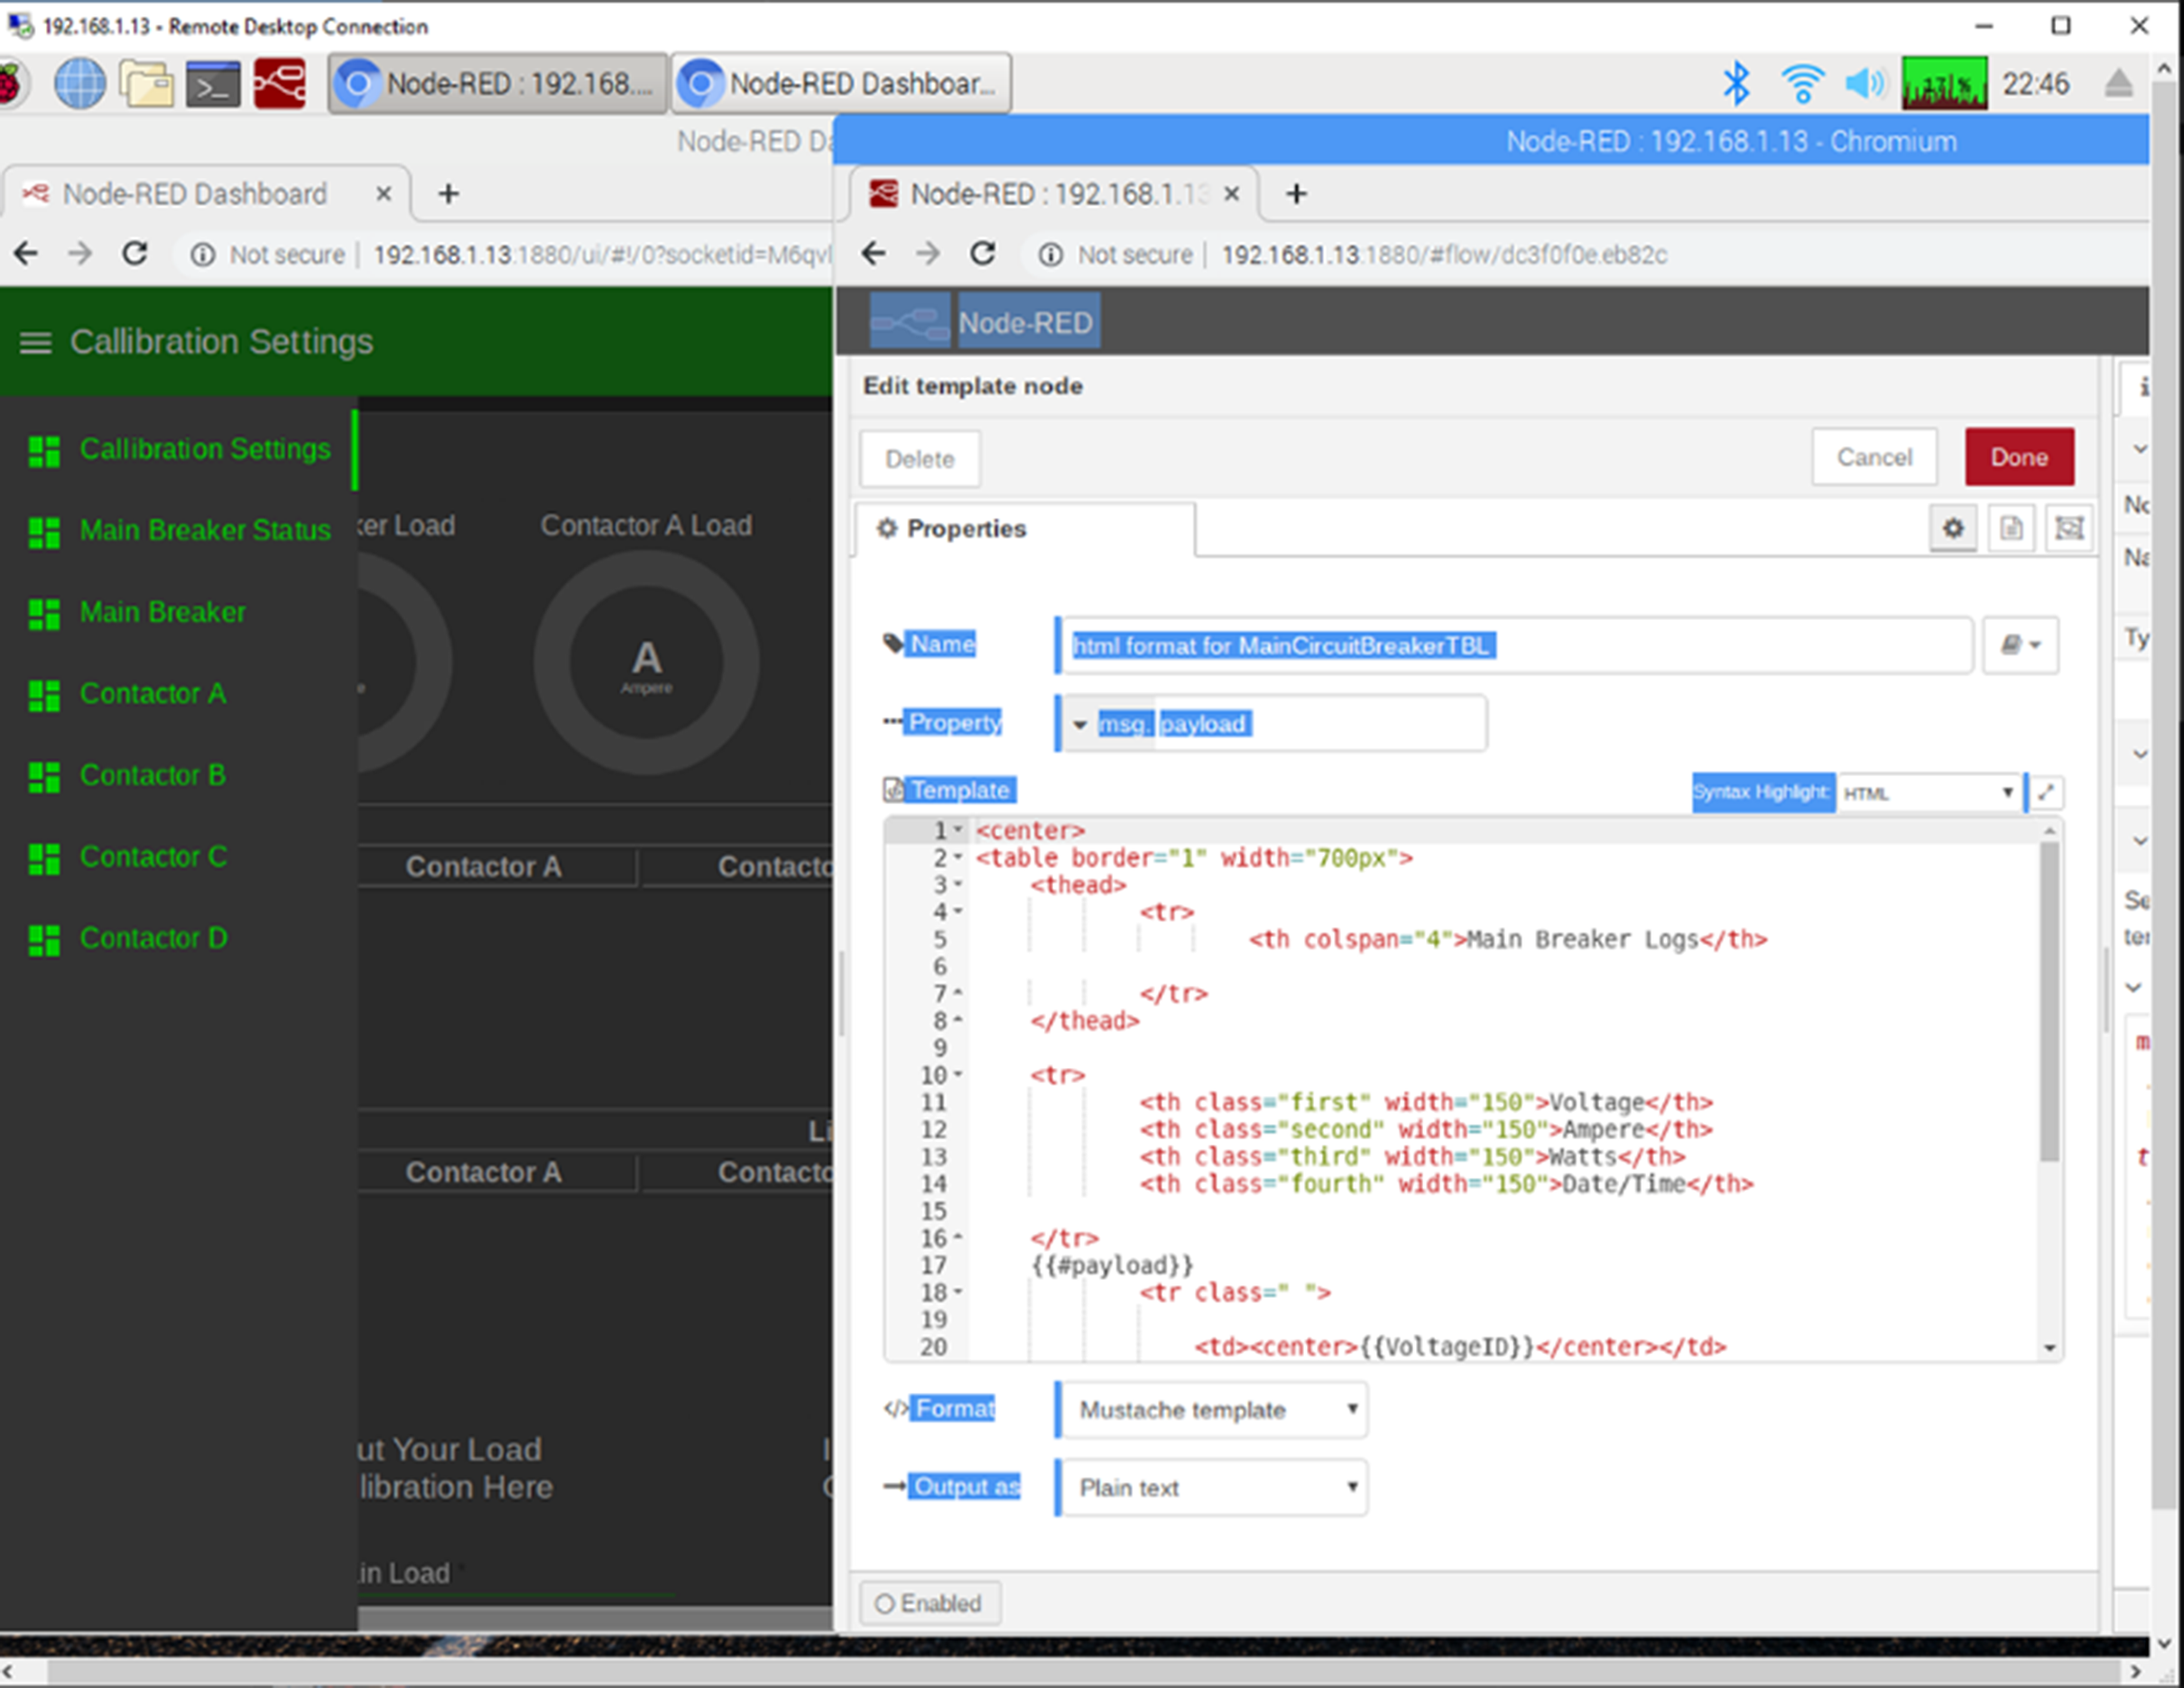 192.168.1.13 - Remote Desktop Connection
Node-RED : 192.168....
Node-RED Dashboar...
17%
22:46
Node-RED Da
Node-RED Dashboard
Not secure
192.168.1.13:1880/ui/#!/0?socketid=M6qvl
Callibration Settings
Callibration Settings
Main Breaker Status
Main Breaker
Contactor A
Contactor B
Contactor C
Contactor D
ker Load
Contactor A Load
A
Ampere
Contactor A
Contacto
Li
Contactor A
Contacto
ut Your Load
libration Here
in Load
Node-RED : 192.168.1.13 - Chromium
Node-RED : 192.168.1.13
Not secure
192.168.1.13:1880/#flow/dc3f0f0e.eb82c
Node-RED
Edit template node
Delete
Cancel
Done
Properties
Name
html format for MainCircuitBreakerTBL
Property
msg. payload
Template
Syntax Highlight: HTML
1 <center>
2 <table border="1" width="700px">
3 <thead>
4 <tr>
5 <th colspan="4">Main Breaker Logs</th>
6
7 </tr>
8 </thead>
9
10 <tr>
11 <th class="first" width="150">Voltage</th>
12 <th class="second" width="150">Ampere</th>
13 <th class="third" width="150">Watts</th>
14 <th class="fourth" width="150">Date/Time</th>
15
16 </tr>
17 {{#payload}}
18 <tr class=" ">
19
20 <td><center>{{VoltageID}}</center></td>
</> Format
Mustache template
Output as
Plain text
Enabled
i
Na
Ty
Se
ter
m
t